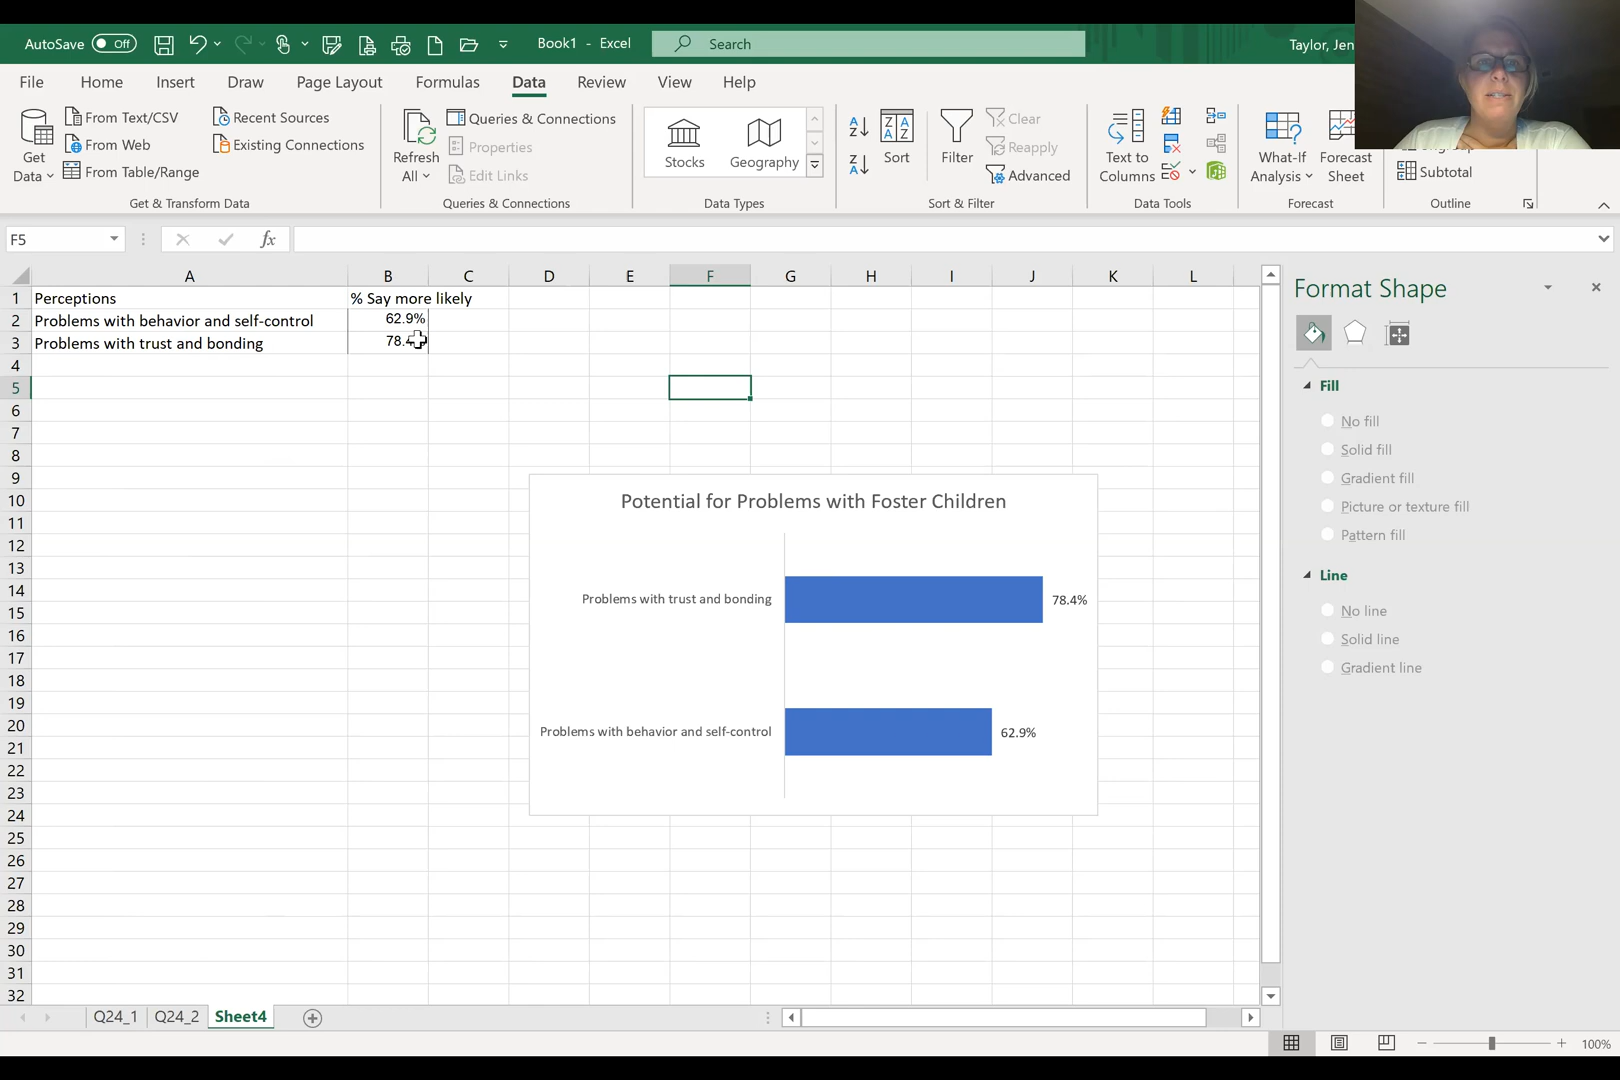 AutoSave Off Book1 - Excel Search Taylor, Jen
File Home Insert Draw Page Layout Formulas Data Review View Help
Get Data
From Text/CSV
From Web
From Table/Range
Recent Sources
Existing Connections
Get & Transform Data
Refresh All
Queries & Connections
Properties
Edit Links
Queries & Connections
Stocks
Geography
Data Types
Sort
Filter
Clear
Reapply
Advanced
Sort & Filter
Text to Columns
Data Tools
What-If Analysis
Forecast Sheet
Forecast
Subtotal
Outline
F5 fx
A B C D E F G H I J K L
1 Perceptions % Say more likely
2 Problems with behavior and self-control 62.9%
3 Problems with trust and bonding 78.
4
5
6
7
8
9
10
11
12
13
14
15
16
17
18
19
20
21
22
23
24
25
26
27
28
29
30
31
32
Potential for Problems with Foster Children
Problems with trust and bonding 78.4%
Problems with behavior and self-control 62.9%
Format Shape
Fill
No fill
Solid fill
Gradient fill
Picture or texture fill
Pattern fill
Line
No line
Solid line
Gradient line
Q24_1 Q24_2 Sheet4
100%